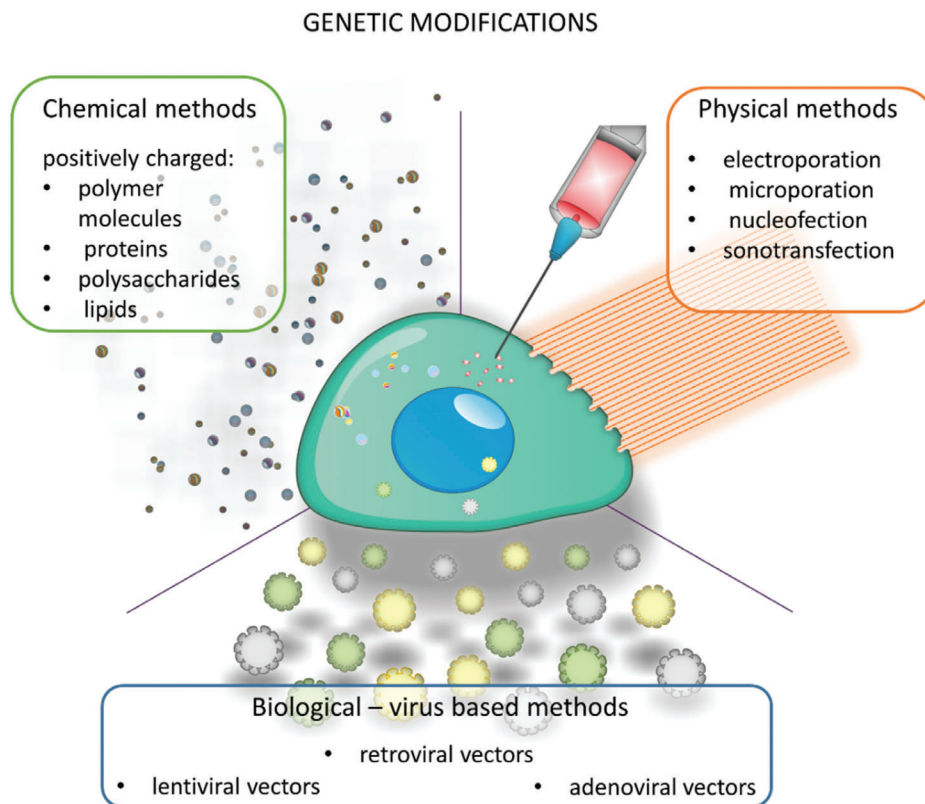 GENETIC MODIFICATIONS
Chemical methods
positively charged:
• polymer
molecules
• proteins
• polysaccharides
• lipids
Physical methods
• electroporation
• microporation
• nucleofection
• sonotransfection
Biological – virus based methods
• retroviral vectors
• lentiviral vectors
• adenoviral vectors